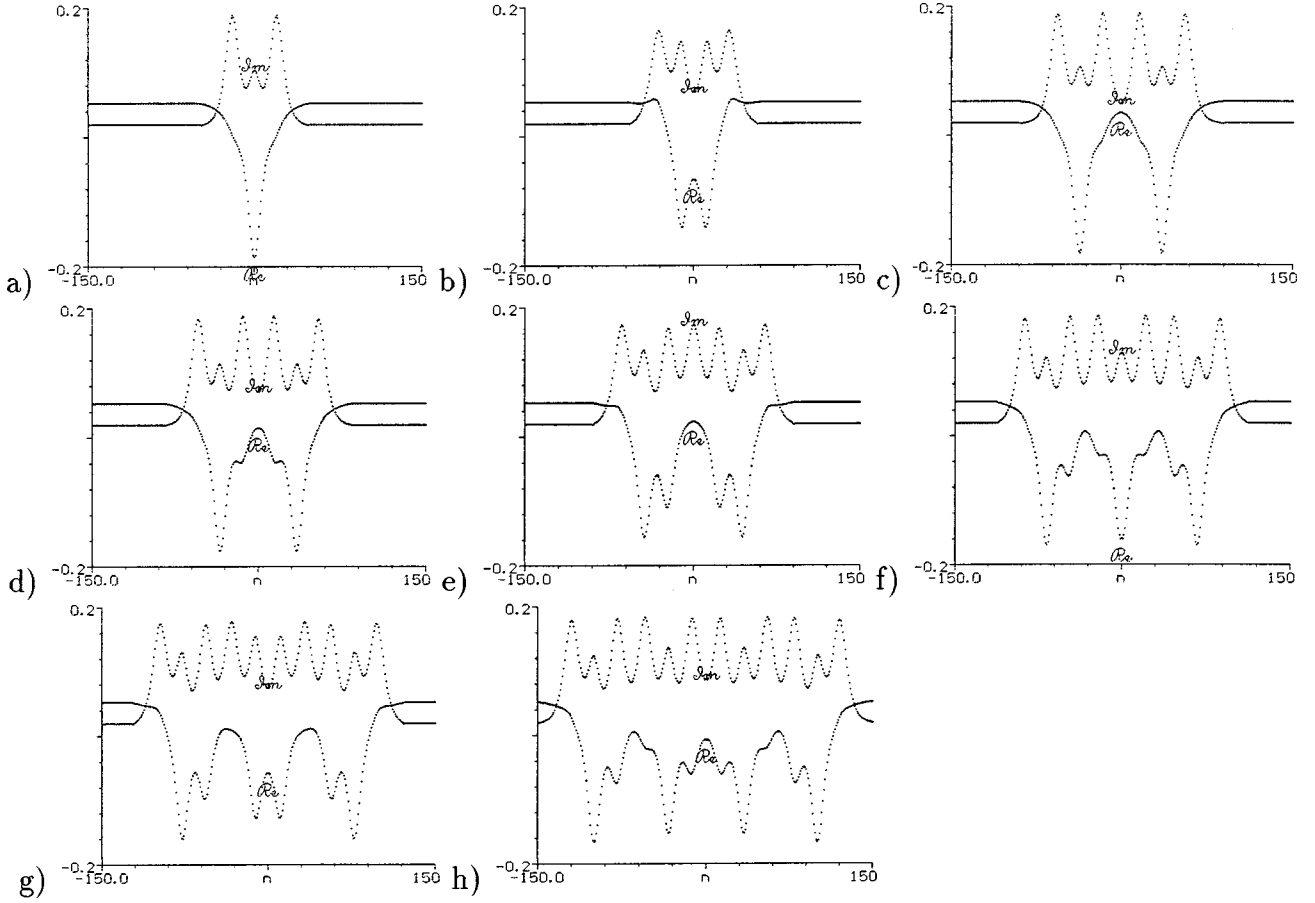 0.2 0.2 0.2
Im Im Im
Re Re
a) -0.2 Re b) -0.2 c) -0.2
-150.0 150 -150.0 n 150 -150.0 n 150
0.2 0.2 0.2
Im Im Im
Re Re
d) -0.2 e) -0.2 f) -0.2 Re
-150.0 n 150 -150.0 n 150 -150.0 n 150
0.2 0.2
Im Im
Re Re
g) -0.2 h) -0.2
-150.0 n 150 -150.0 n 150